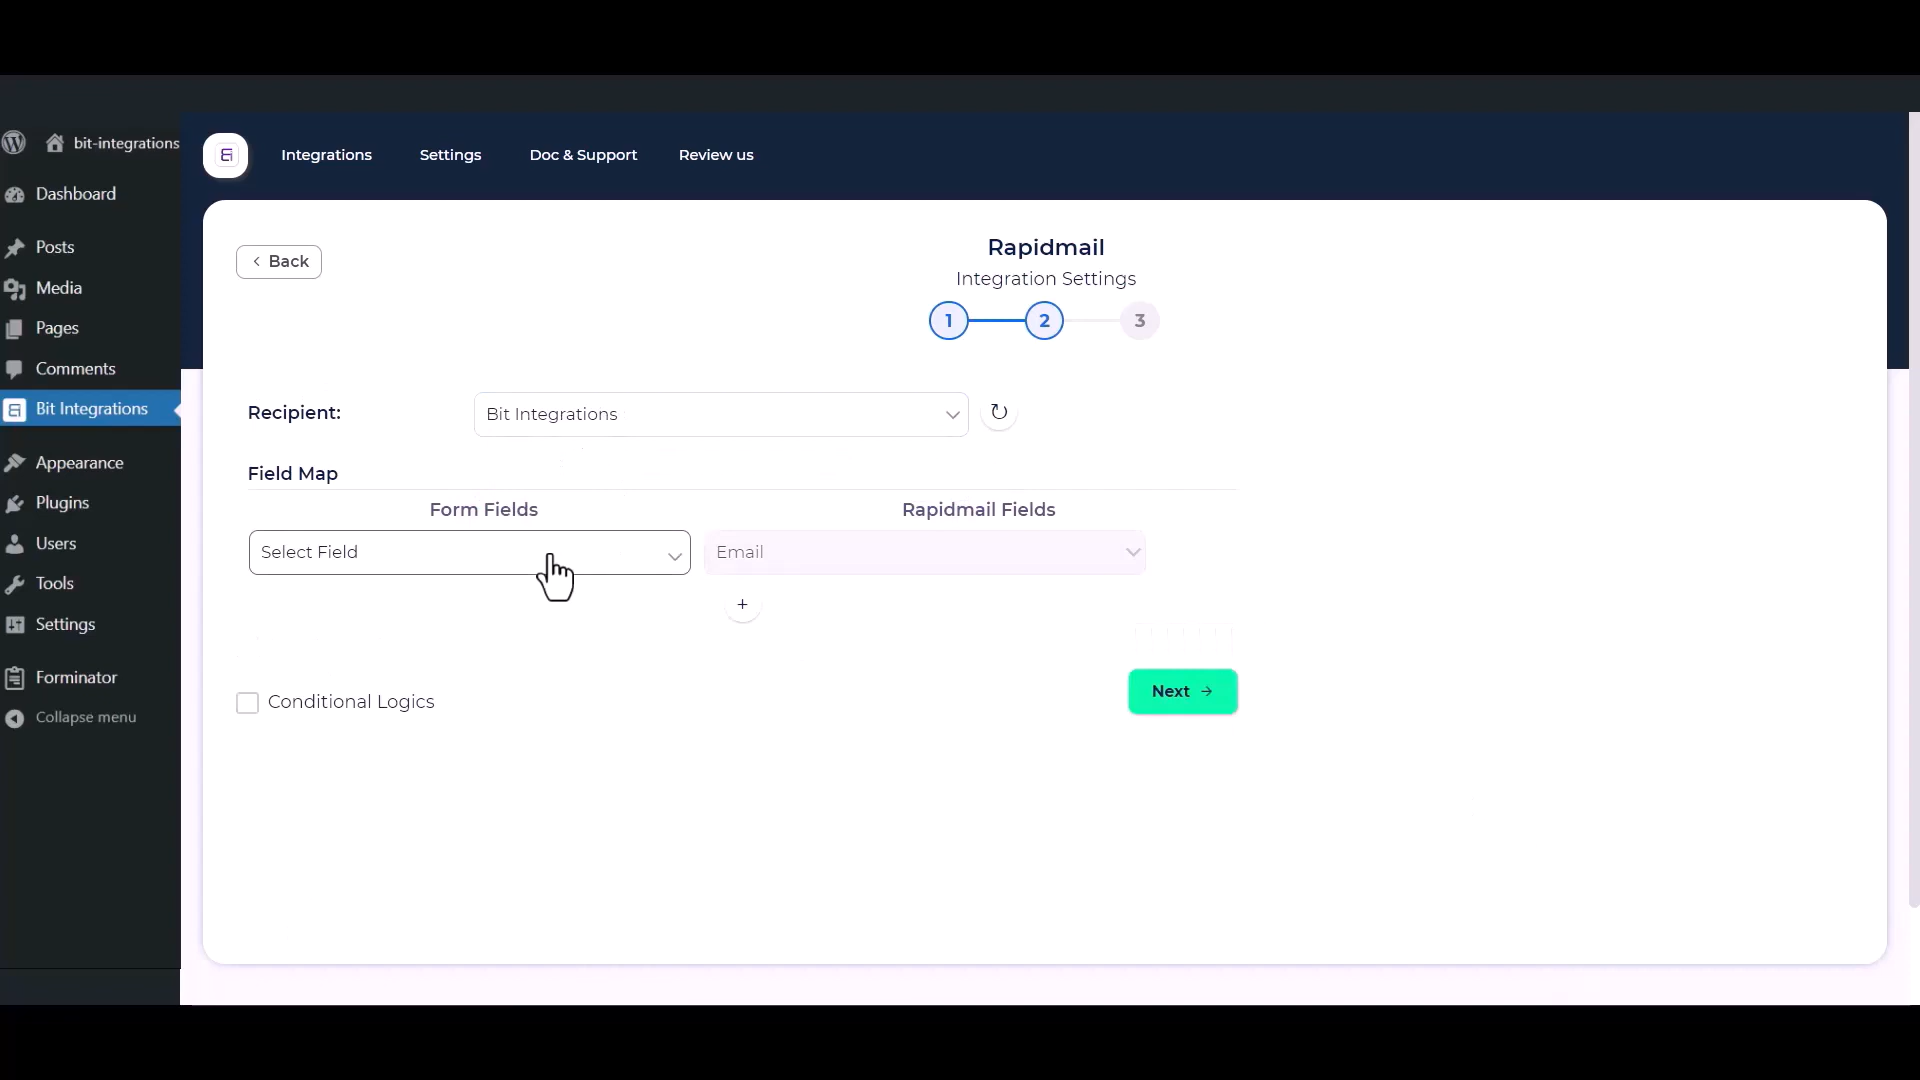 bit-integrations
Dashboard
Posts
Media
Pages
Comments
Bit Integrations
Appearance
Plugins
Users
Tools
Settings
Forminator
Collapse menu
Integrations
Settings
Doc & Support
Review us
Back
Rapidmail
Integration Settings
1
2
3
Recipient:
Bit Integrations
Field Map
Form Fields
Rapidmail Fields
Select Field
Email
+
Conditional Logics
Next →